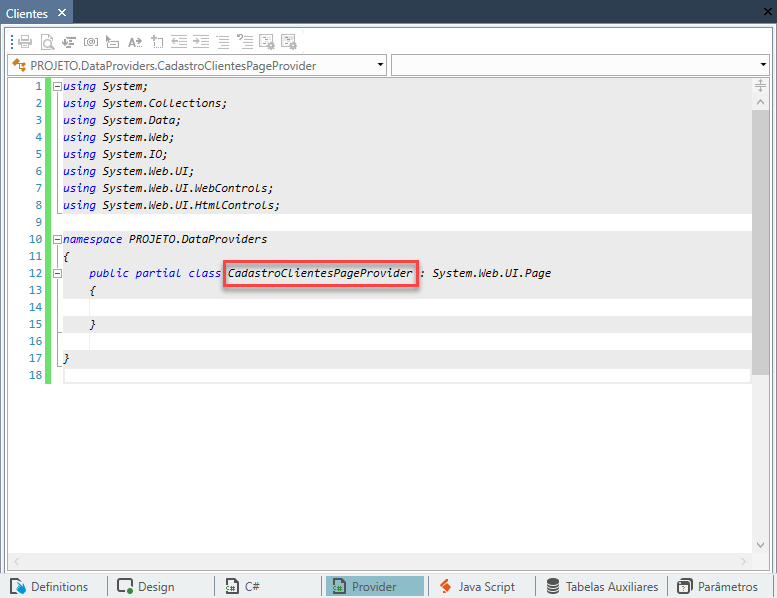 Clientes
PROJETO.DataProviders.CadastroClientesPageProvider
1 using System;
2 using System.Collections;
3 using System.Data;
4 using System.Web;
5 using System.IO;
6 using System.Web.UI;
7 using System.Web.UI.WebControls;
8 using System.Web.UI.HtmlControls;
9
10 namespace PROJETO.DataProviders
11 {
12 public partial class CadastroClientesPageProvider : System.Web.UI.Page
13 {
14
15 }
16
17 }
18
Definitions Design C# Provider Java Script Tabelas Auxiliares Parâmetros